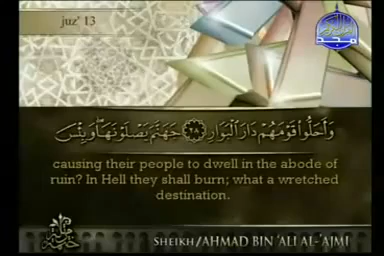 juz' 13
وَأَحَلُّوا۟ قَوْمَهُمْ دَارَ ٱلْبَوَارِ ٢٨ جَهَنَّمَ يَصْلَوْنَهَا ۖ وَبِئْسَ
causing their people to dwell in the abode of
ruin? In Hell they shall burn; what a wretched
destination.
SHEIKH/AHMAD BIN 'ALI AL-'AJMI